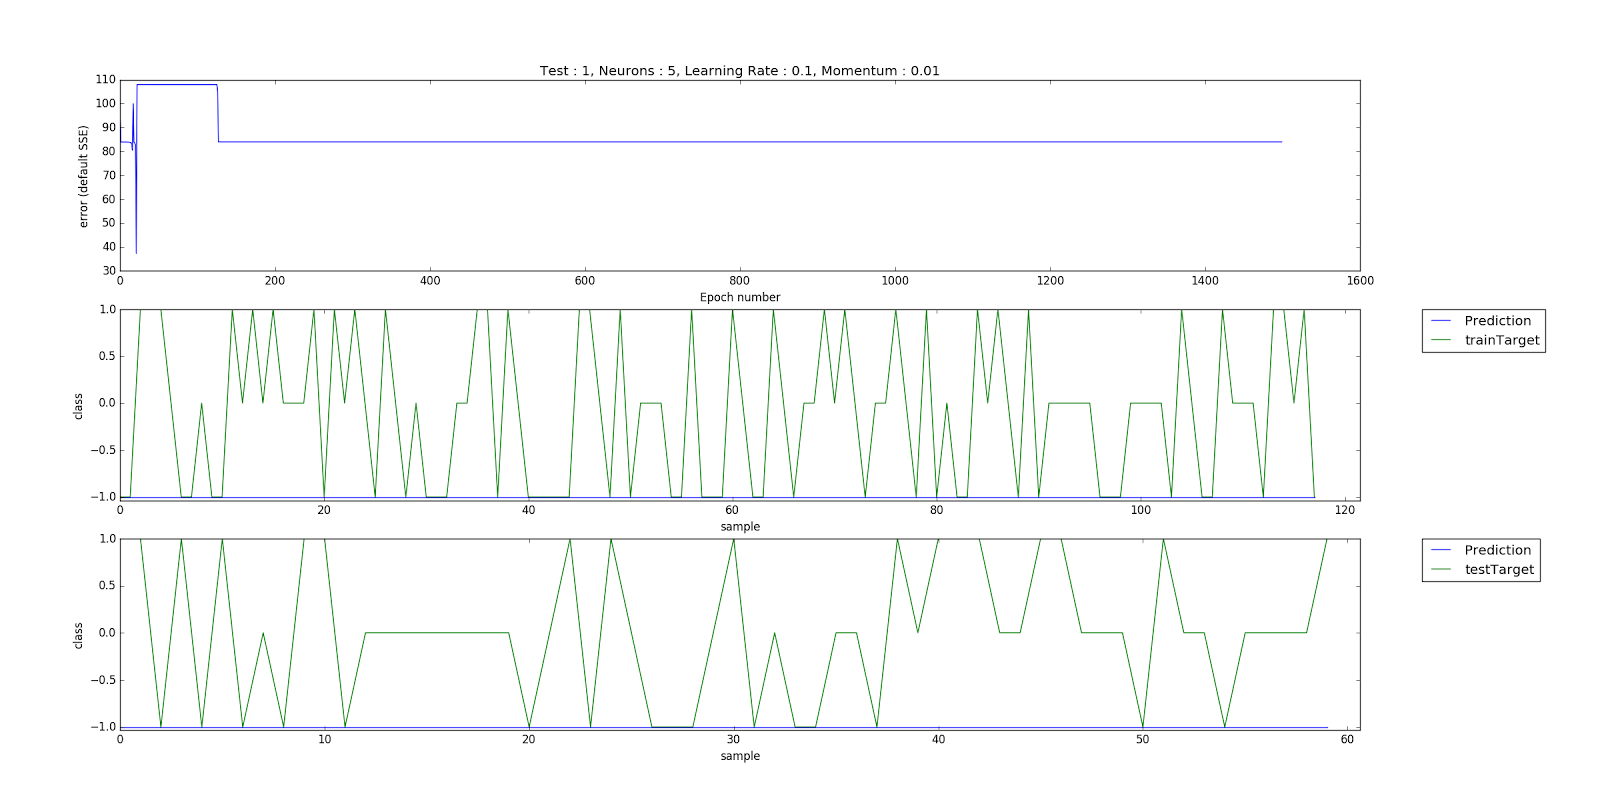 Test : 1, Neurons : 5, Learning Rate : 0.1, Momentum : 0.01
110
100
90
80
70
60
50
40
30
error (default SSE)
0 200 400 600 800 1000 1200 1400 1600
Epoch number
1.0
0.5
0.0
−0.5
−1.0
class
0 20 40 60 80 100 120
sample
Prediction
trainTarget
1.0
0.5
0.0
−0.5
−1.0
class
0 10 20 30 40 50 60
sample
Prediction
testTarget